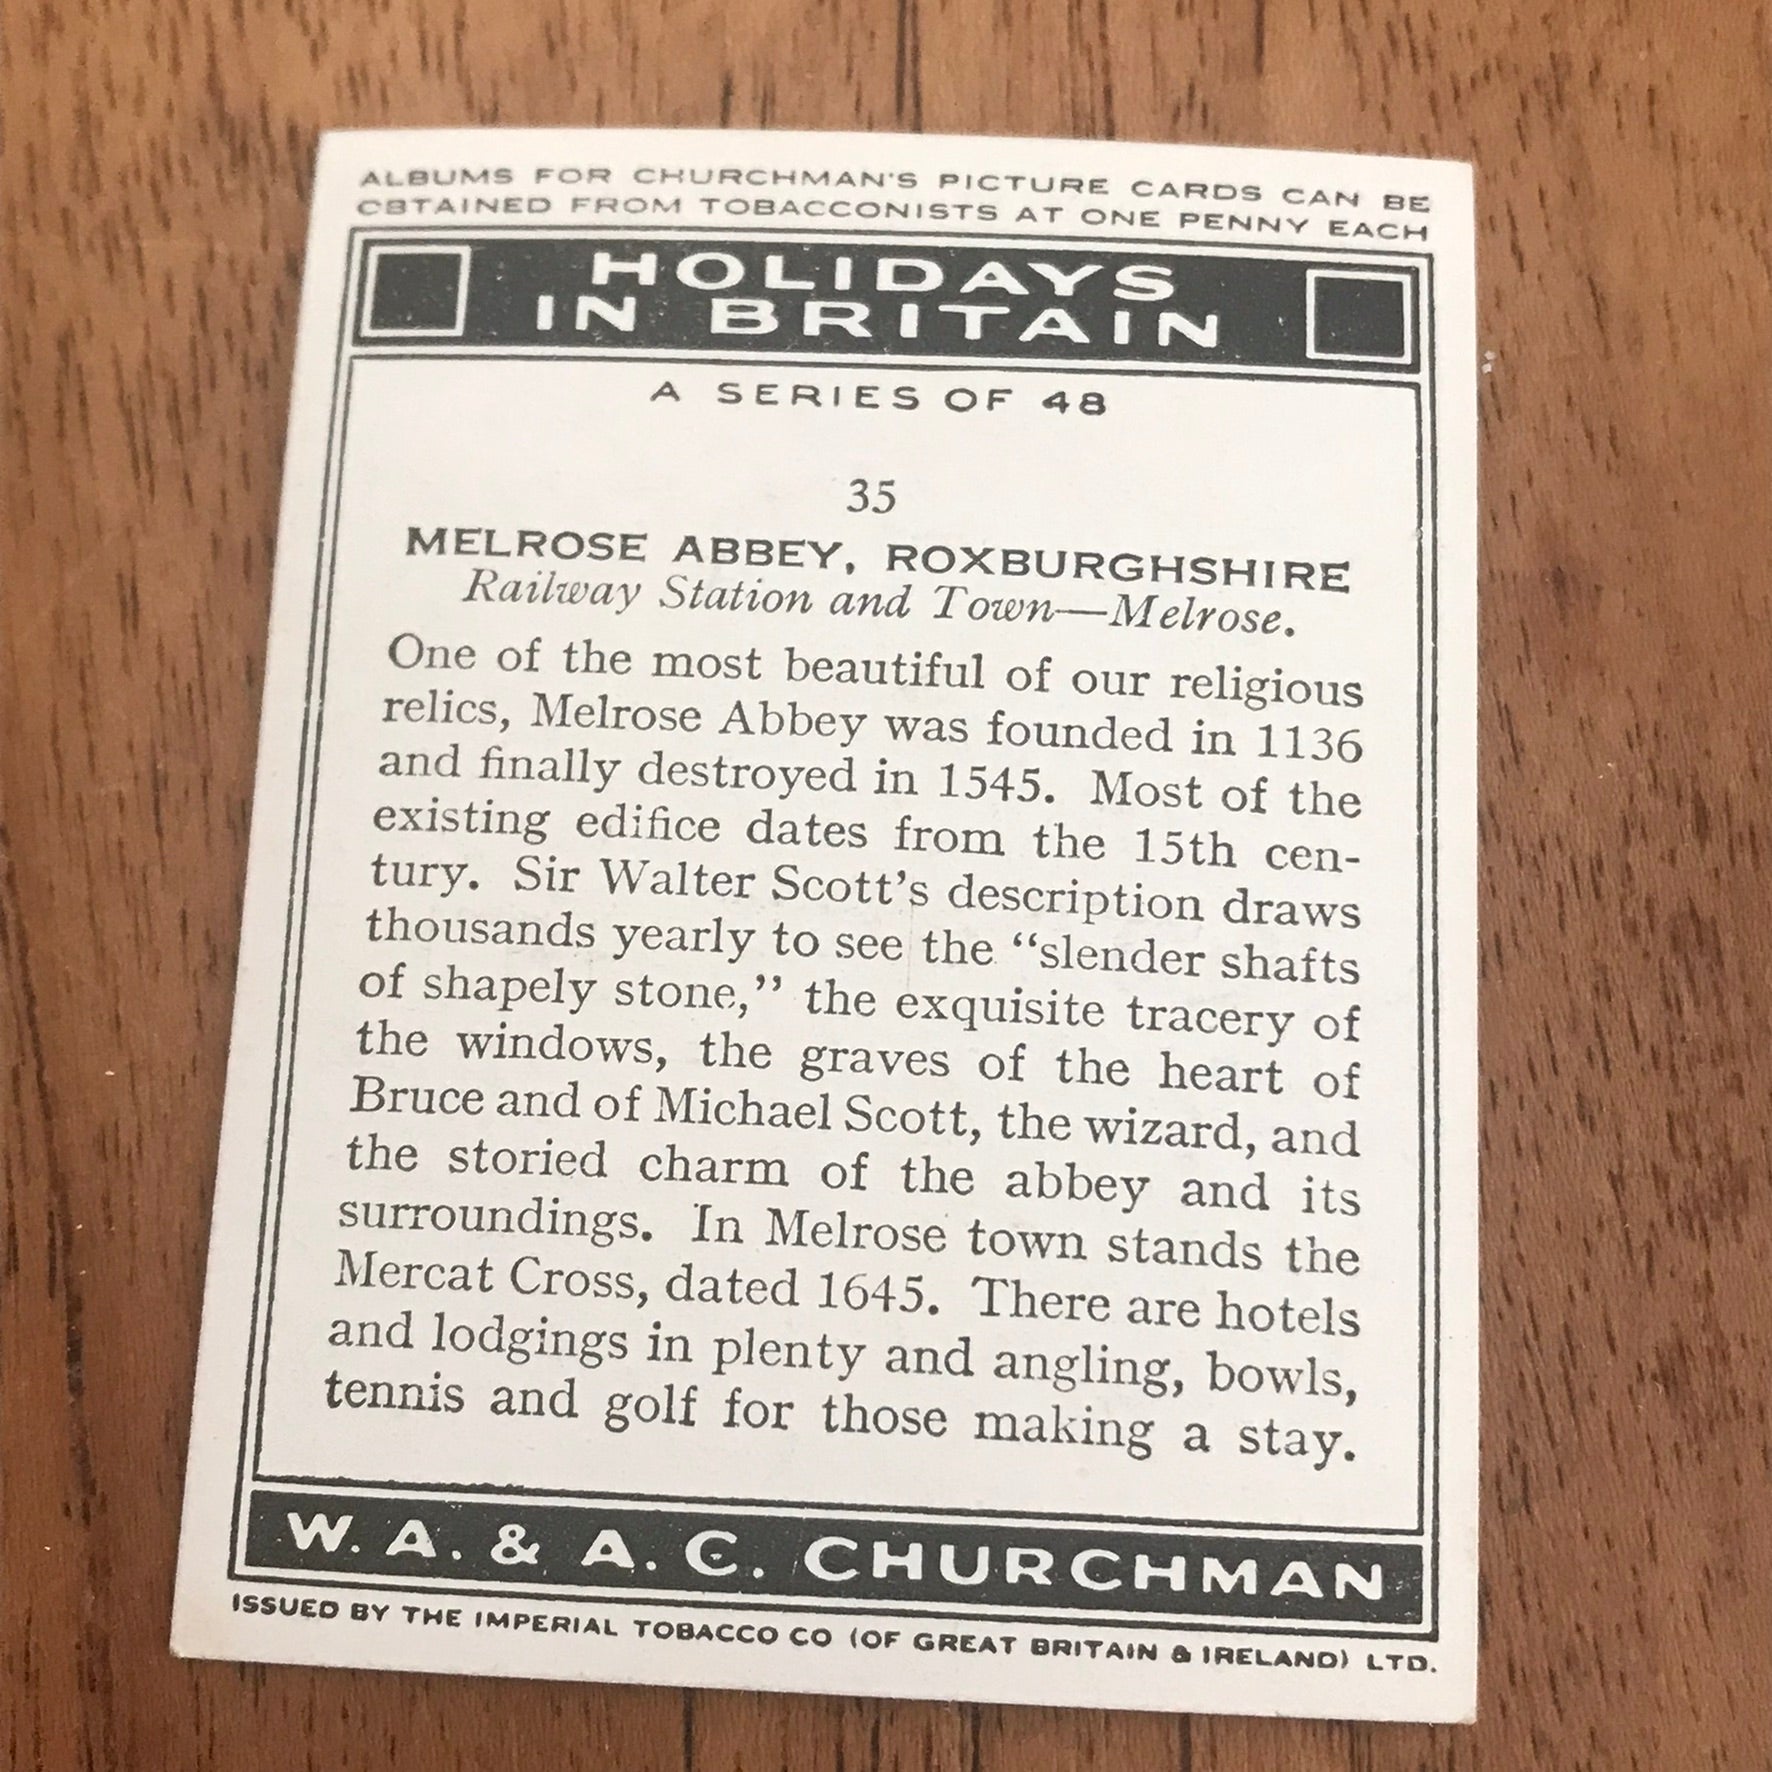 ALBUMS FOR CHURCHMAN'S PICTURE CARDS CAN BE
OBTAINED FROM TOBACCONISTS AT ONE PENNY EACH
HOLIDAYS
IN BRITAIN
A SERIES OF 48
35
MELROSE ABBEY, ROXBURGHSHIRE
Railway Station and Town—Melrose.
One of the most beautiful of our religious
relics, Melrose Abbey was founded in 1136
and finally destroyed in 1545. Most of the
existing edifice dates from the 15th cen-
tury. Sir Walter Scott's description draws
thousands yearly to see the “slender shafts
of shapely stone,” the exquisite tracery of
the windows, the graves of the heart of
Bruce and of Michael Scott, the wizard, and
the storied charm of the abbey and its
surroundings. In Melrose town stands the
Mercat Cross, dated 1645. There are hotels
and lodgings in plenty and angling, bowls,
tennis and golf for those making a stay.
W. A. & A. C. CHURCHMAN
ISSUED BY THE IMPERIAL TOBACCO CO (OF GREAT BRITAIN & IRELAND) LTD.